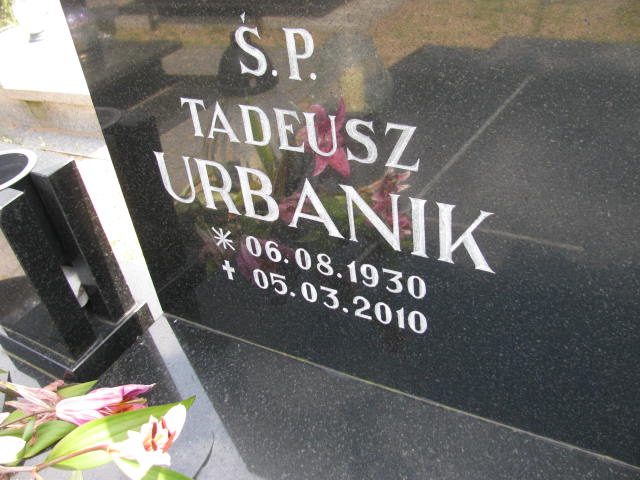 Ś.P.
TADEUSZ
URBANIK
* 06.08.1930
✝ 05.03.2010